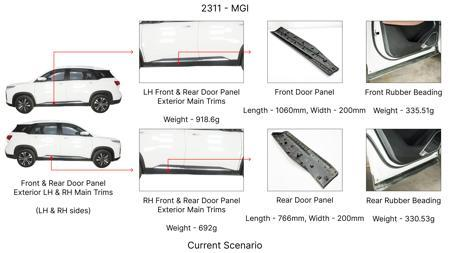 2311 - MGI
LH Front & Rear Door Panel
Exterior Main Trims
Weight - 918.6g
Front Door Panel
Length - 1060mm, Width - 200mm
Front Rubber Beading
Weight - 335.51g
Front & Rear Door Panel
Exterior LH & RH Main Trims
(LH & RH sides)
RH Front & Rear Door Panel
Exterior Main Trims
Weight - 692g
Rear Door Panel
Length - 766mm, Width - 200mm
Rear Rubber Beading
Weight - 330.53g
Current Scenario